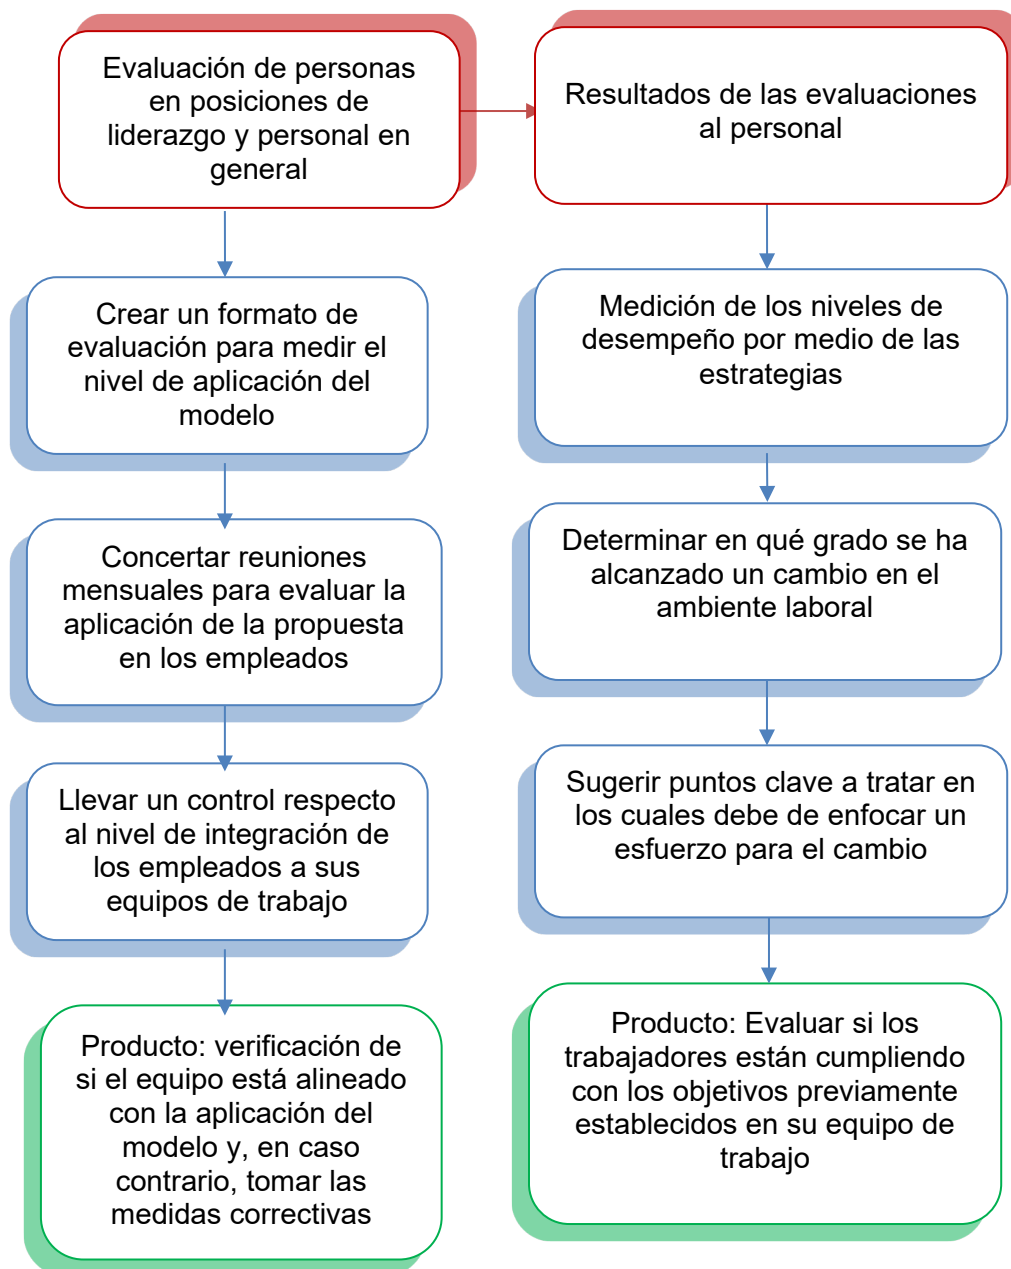 Evaluación de personas
en posiciones de
liderazgo y personal en
general
Resultados de las evaluaciones
al personal
Crear un formato de
evaluación para medir el
nivel de aplicación del
modelo
Medición de los niveles de
desempeño por medio de las
estrategias
Concertar reuniones
mensuales para evaluar la
aplicación de la propuesta
en los empleados
Determinar en qué grado se ha
alcanzado un cambio en el
ambiente laboral
Llevar un control respecto
al nivel de integración de
los empleados a sus
equipos de trabajo
Sugerir puntos clave a tratar en
los cuales debe de enfocar un
esfuerzo para el cambio
Producto: verificación de
si el equipo está alineado
con la aplicación del
modelo y, en caso
contrario, tomar las
medidas correctivas
Producto: Evaluar si los
trabajadores están cumpliendo
con los objetivos previamente
establecidos en su equipo de
trabajo